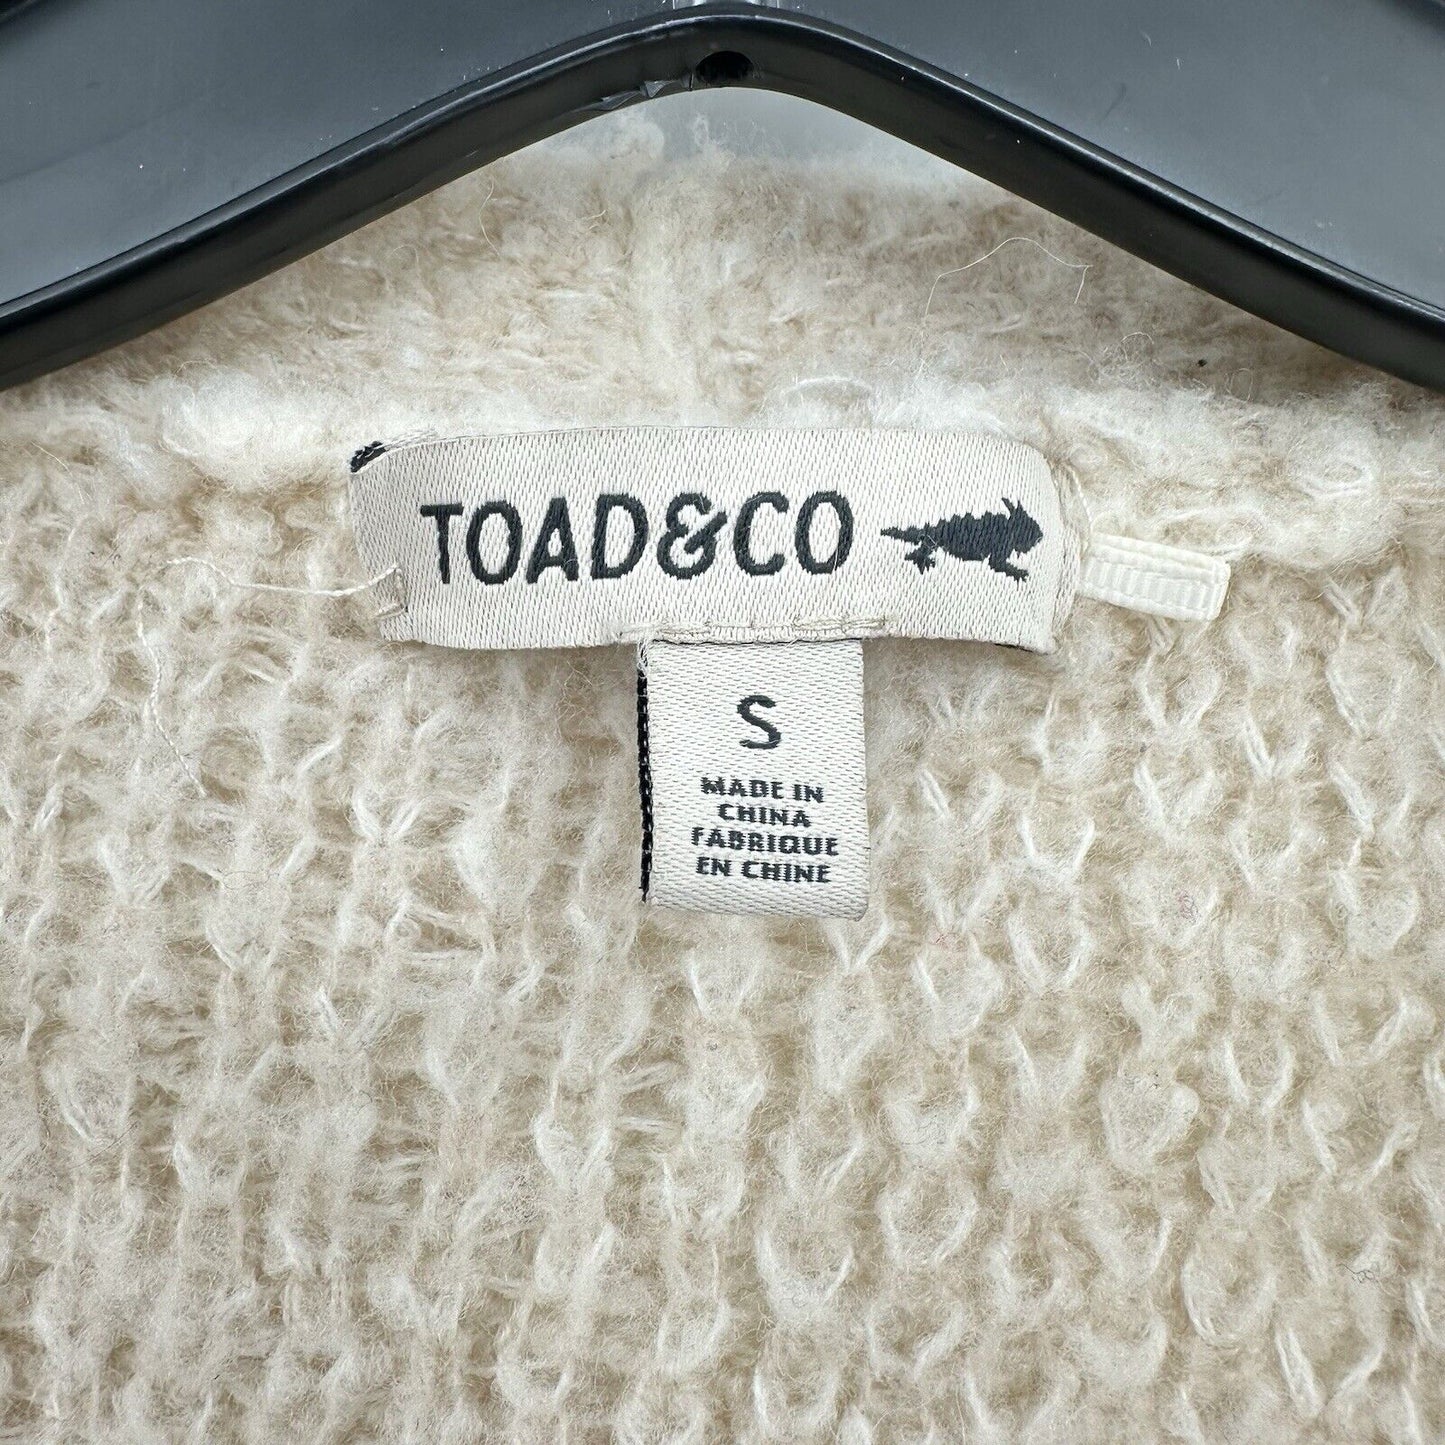 TOAD&CO
S
MADE IN
CHINA
FABRIQUE
EN CHINE